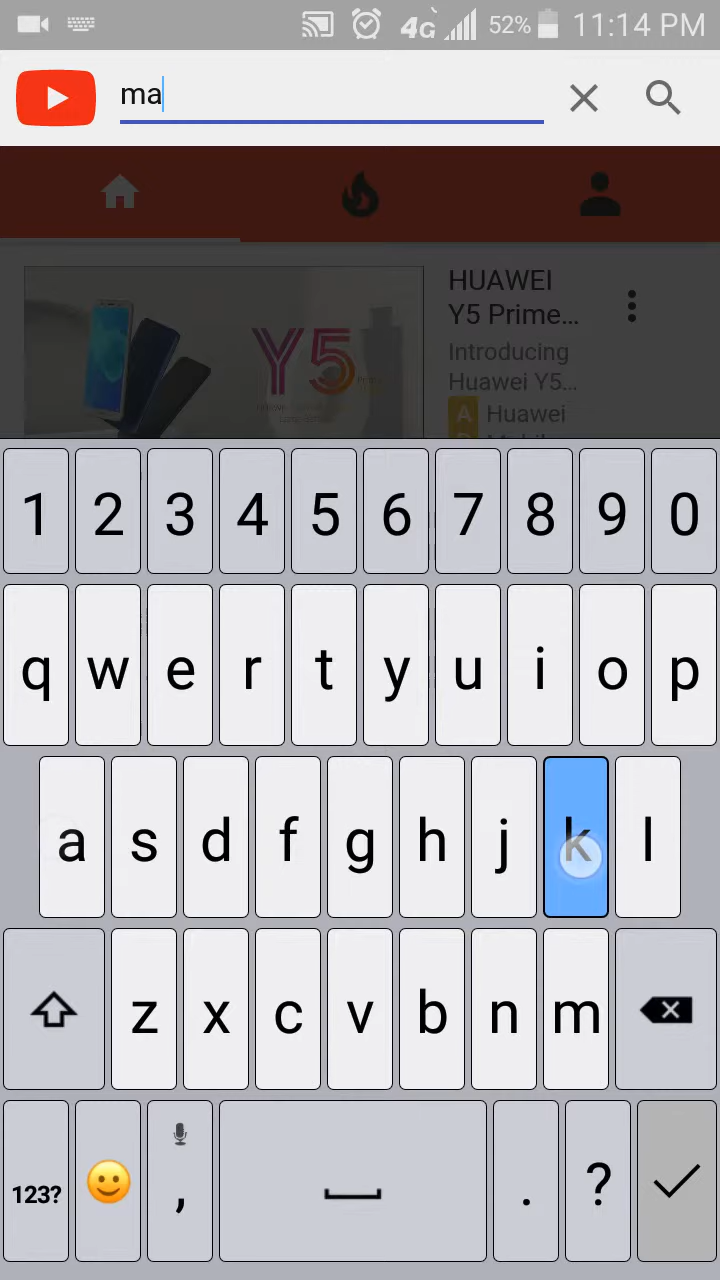 4G 52% 11:14 PM
ma
HUAWEI
Y5 Prime...
Introducing
Huawei Y5...
A Huawei
Y5
1 2 3 4 5 6 7 8 9 0
q w e r t y u i o p
a s d f g h j k l
z x c v b n m
123? , . ?